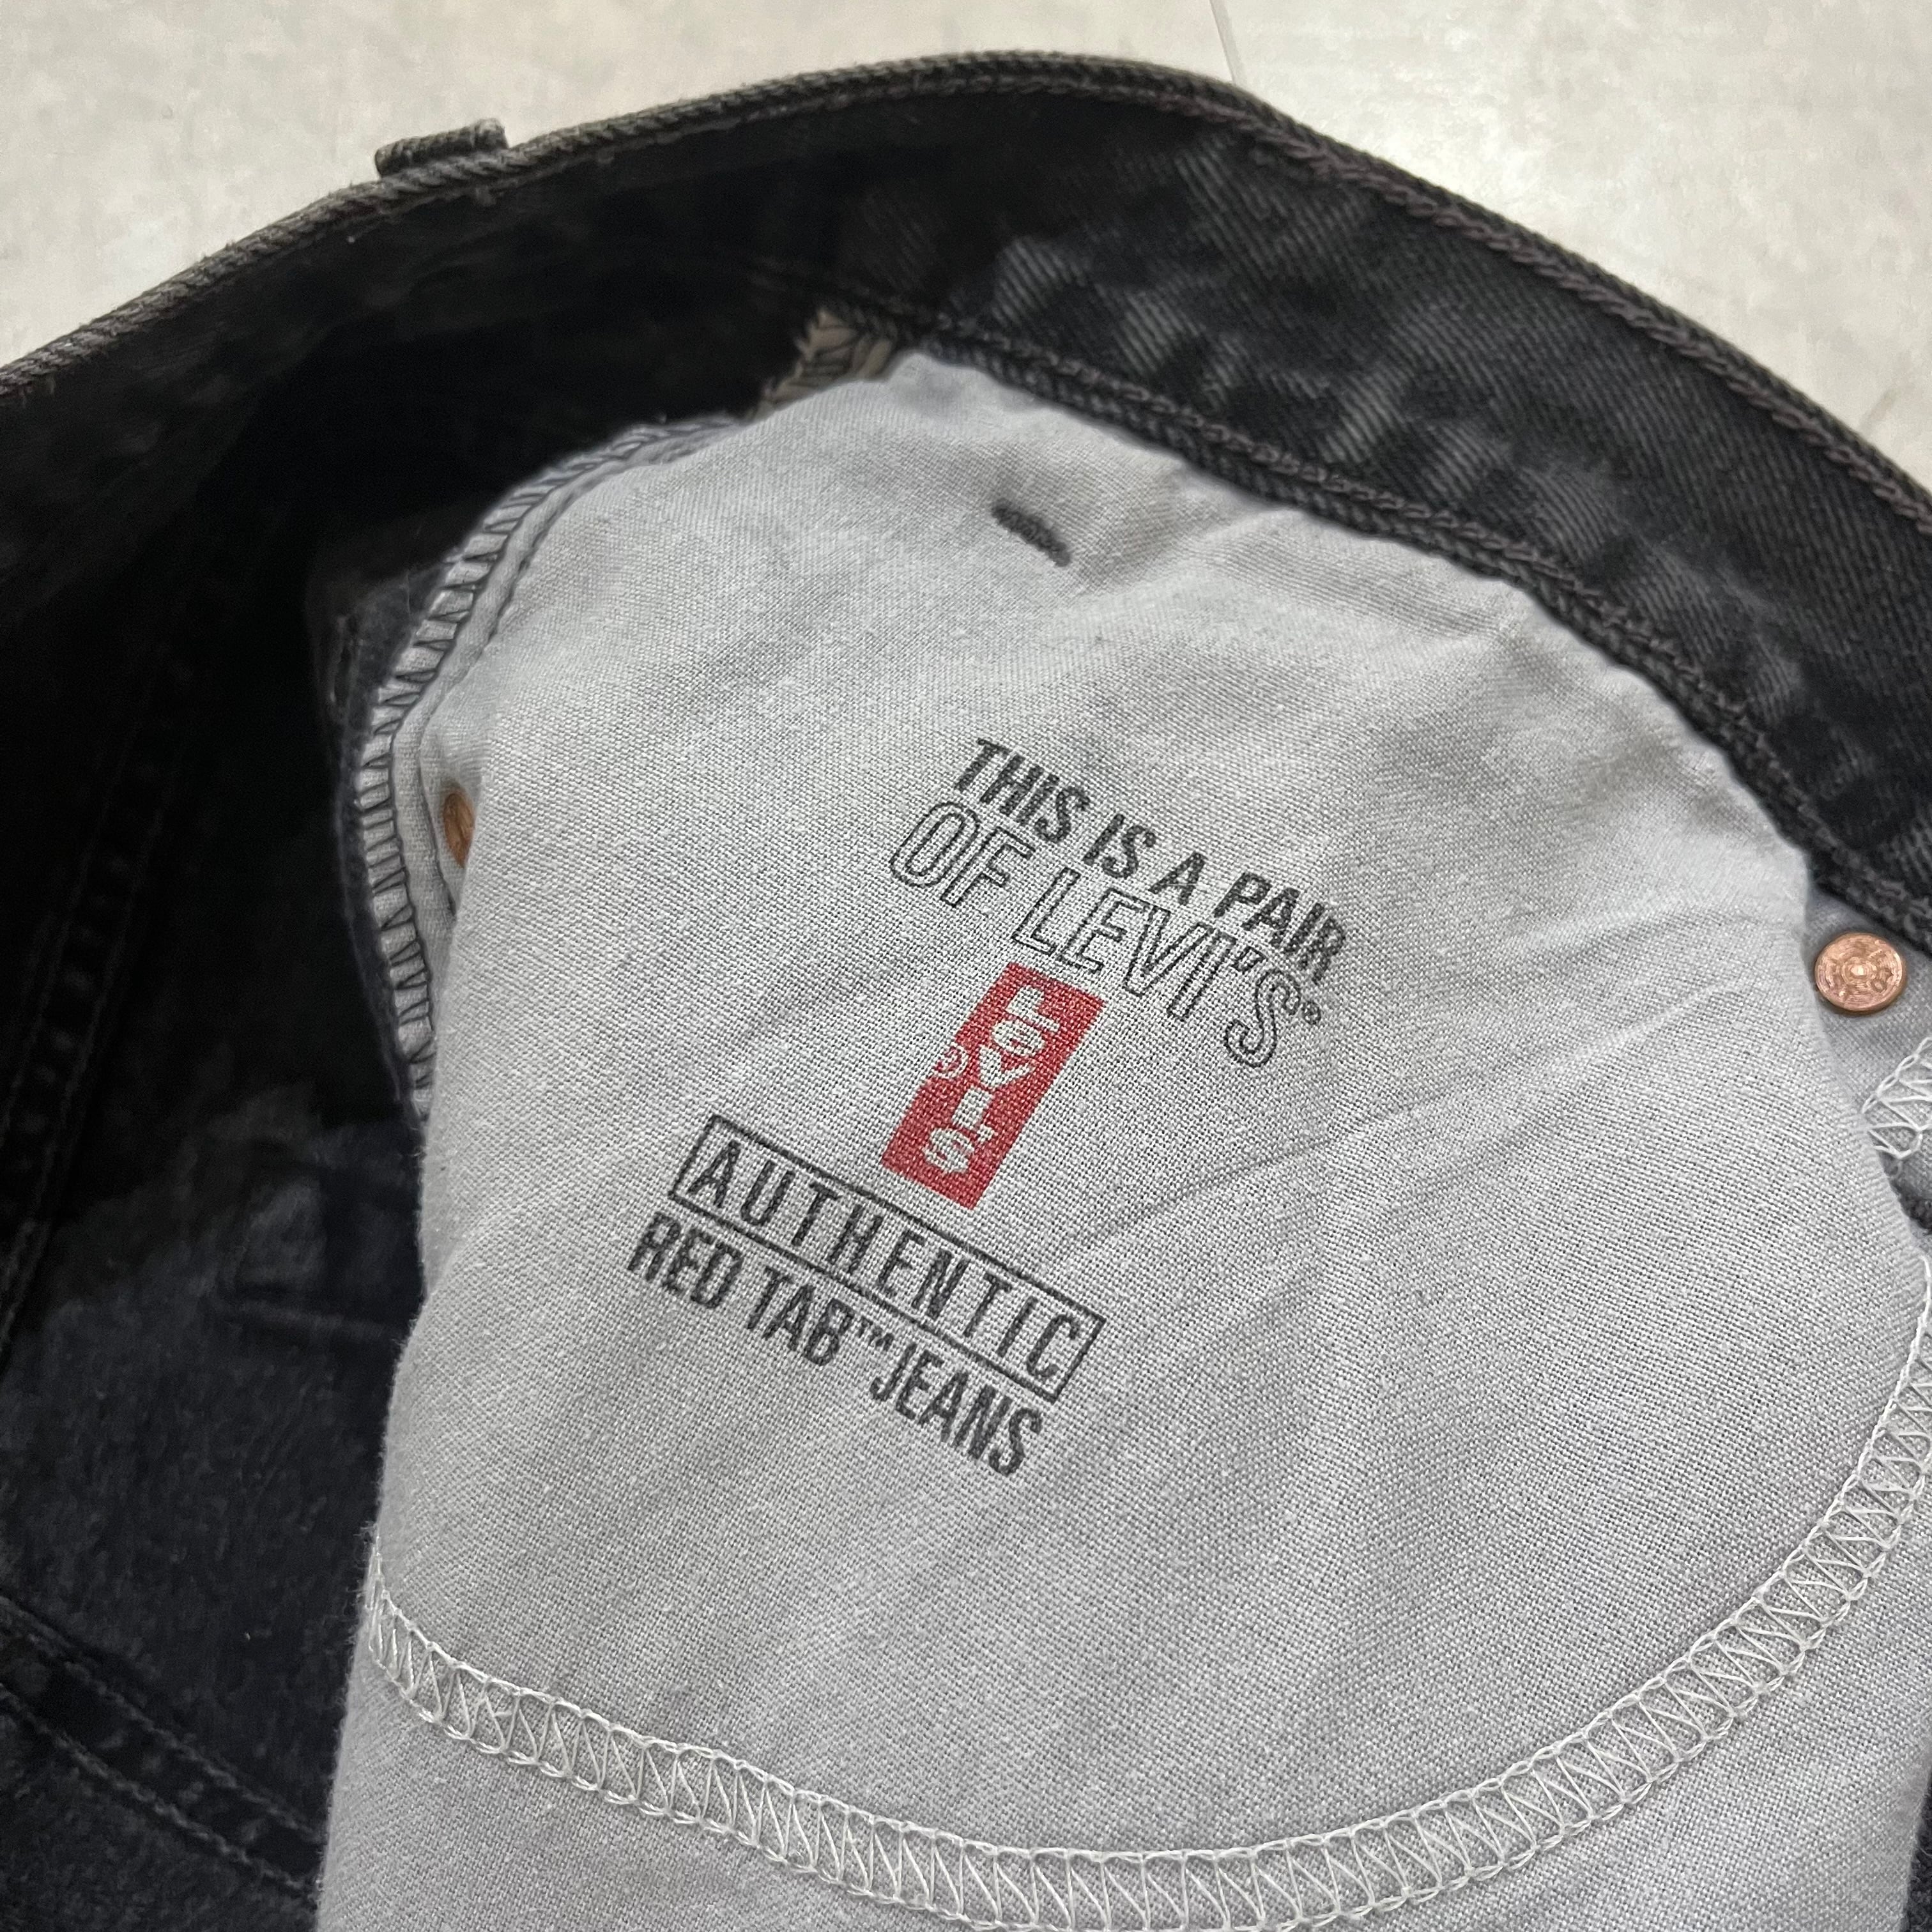 THIS IS A PAIR
OF LEVI'S®
Levi's®
AUTHENTIC
RED TAB™ JEANS